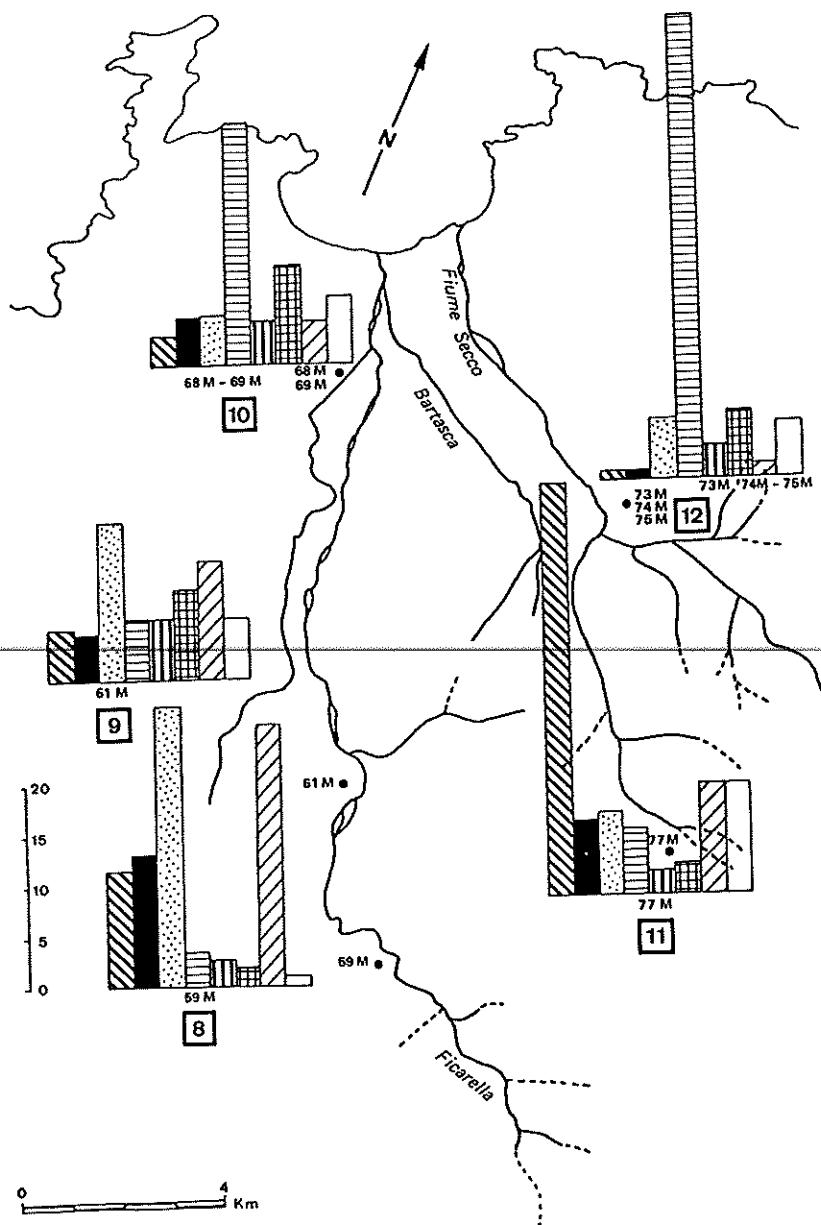 N
Fiume Secco
Bartasca
68 M - 69 M
68 M
69 M
10
73 M
74 M
75 M
73 M '74 M - 75 M
12
61 M
9
61 M
20
15
10
5
0
59 M
8
59 M
77 M
77 M
11
Ficarella
0
4
Km